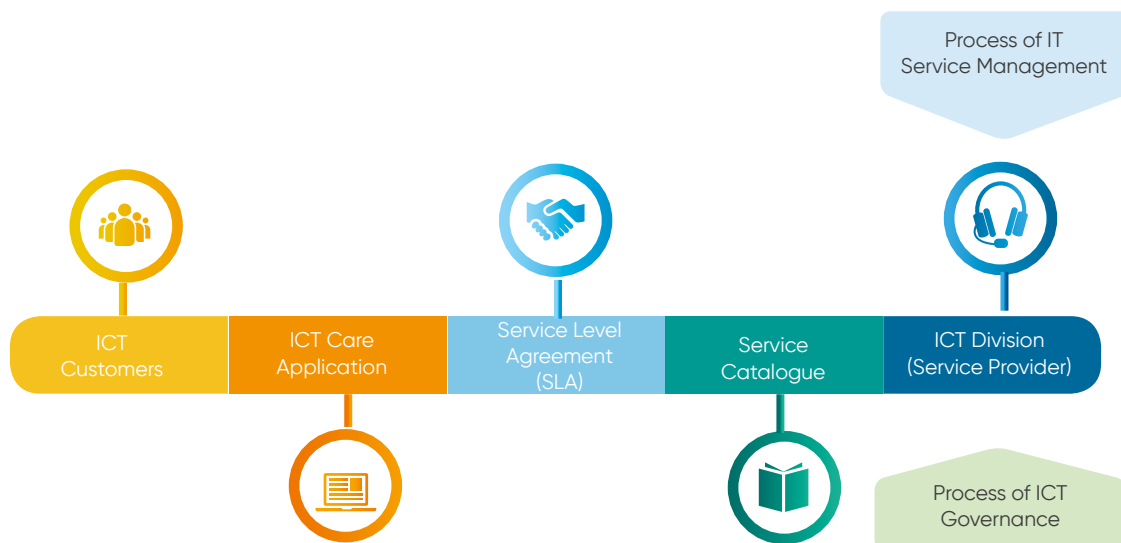 Process of IT
Service Management
ICT
Customers
ICT Care
Application
Service Level
Agreement
(SLA)
Service
Catalogue
ICT Division
(Service Provider)
Process of ICT
Governance